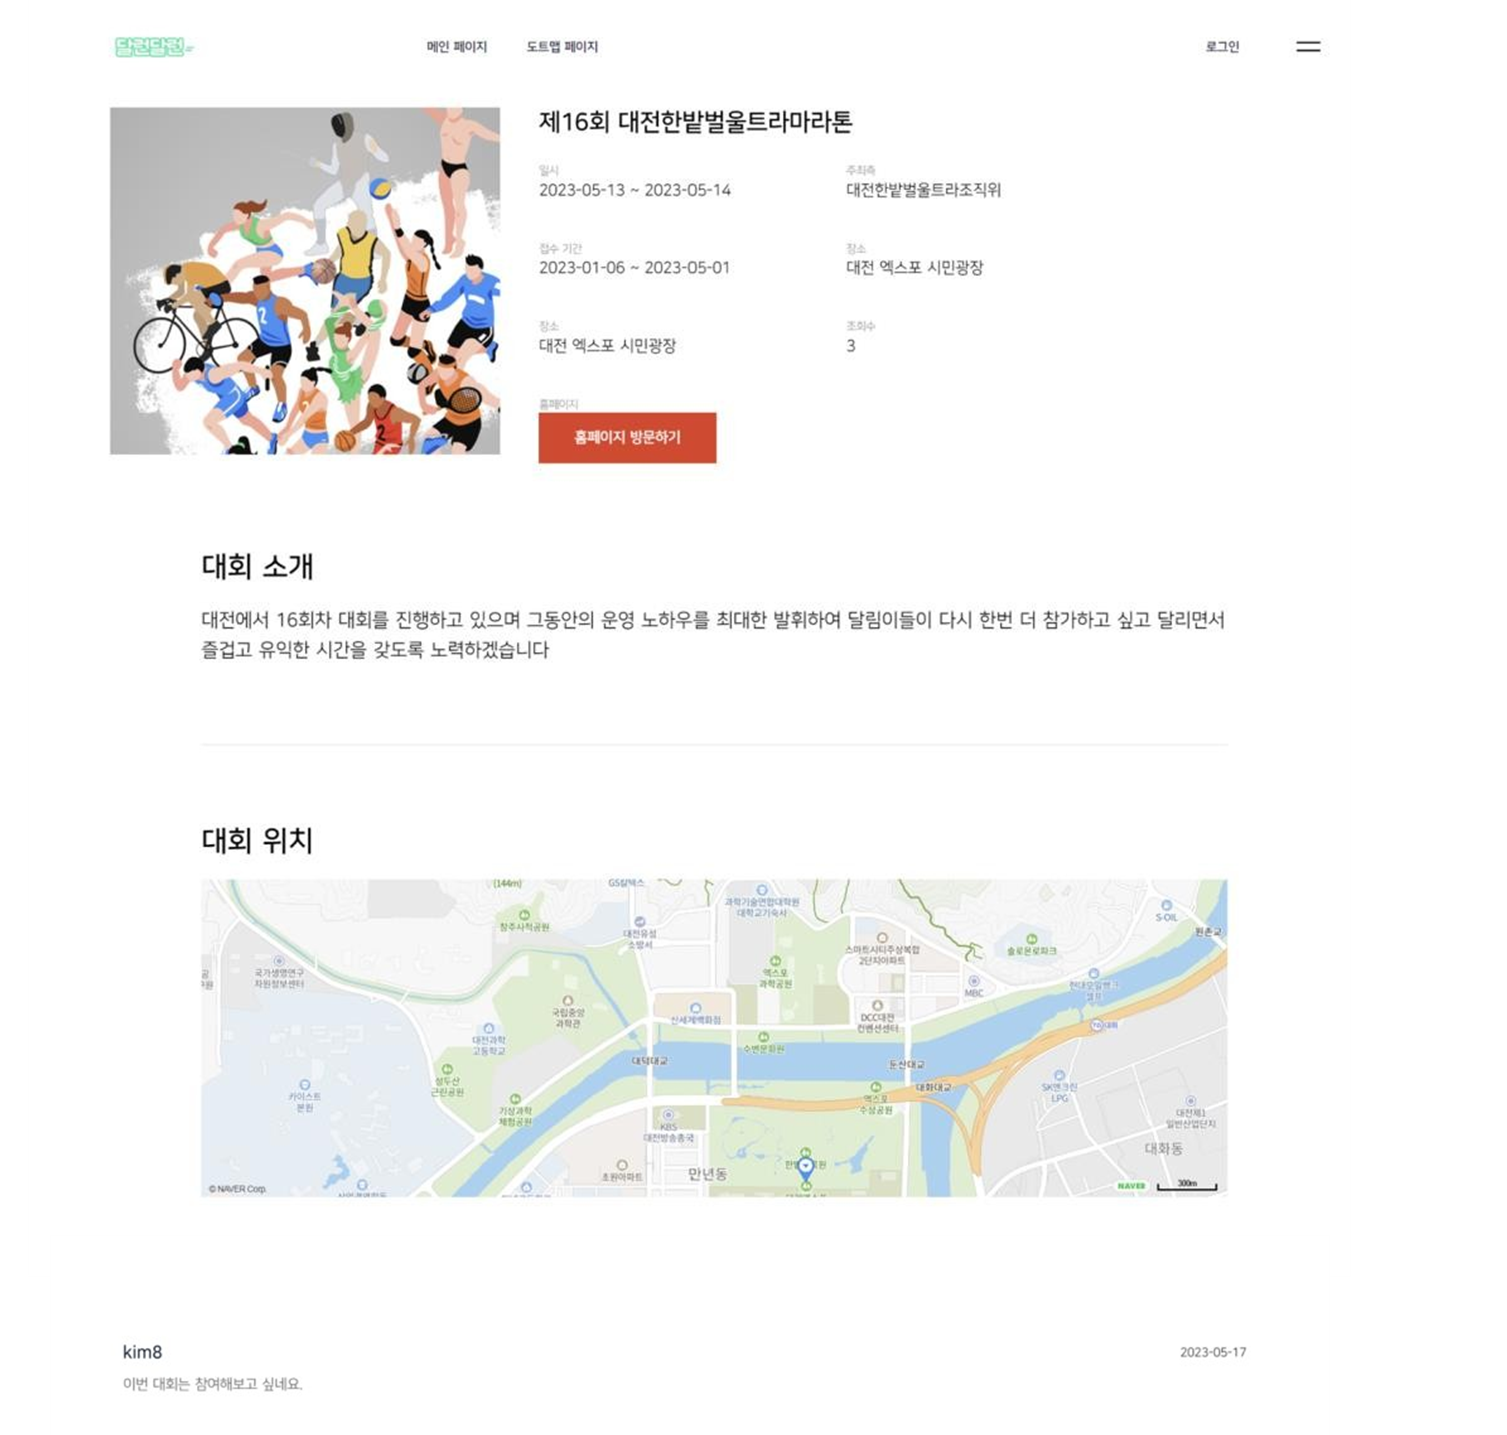 달런달런
메인 페이지
도트맵 페이지
로그인
제16회 대전한밭벌울트라마라톤
일시
2023-05-13 ~ 2023-05-14
주최측
대전한밭벌울트라조직위
접수 기간
2023-01-06 ~ 2023-05-01
장소
대전 엑스포 시민광장
장소
대전 엑스포 시민광장
조회수
3
홈페이지
홈페이지 방문하기
대회 소개
대전에서 16회차 대회를 진행하고 있으며 그동안의 운영 노하우를 최대한 발휘하여 달림이들이 다시 한번 더 참가하고 싶고 달리면서
즐겁고 유익한 시간을 갖도록 노력하겠습니다
대회 위치
(144m)
GS칼텍스
과학기술연합대학원
대학교기숙사
S-OIL
원촌교
대전유성
소방서
스마트시티주상복합
2단지아파트
솔로몬로파크
국가생명연구
자원정보센터
엑스포
과학공원
MBC
국립중앙
과학관
신세계백화점
DCC대전
컨벤션센터
대화
대전과학
고등학교
수변문화원
대덕대교
둔산대교
대화대교
성두산
근린공원
카이스트
본원
기상과학
체험공원
엑스포
수상공원
SK엔크린
LPG
KBS
대전방송총국
대전제1
일반산업단지
대화동
초원아파트
만년동
© NAVER Corp.
NAVER
300m
kim8
2023-05-17
이번 대회는 참여해보고 싶네요.